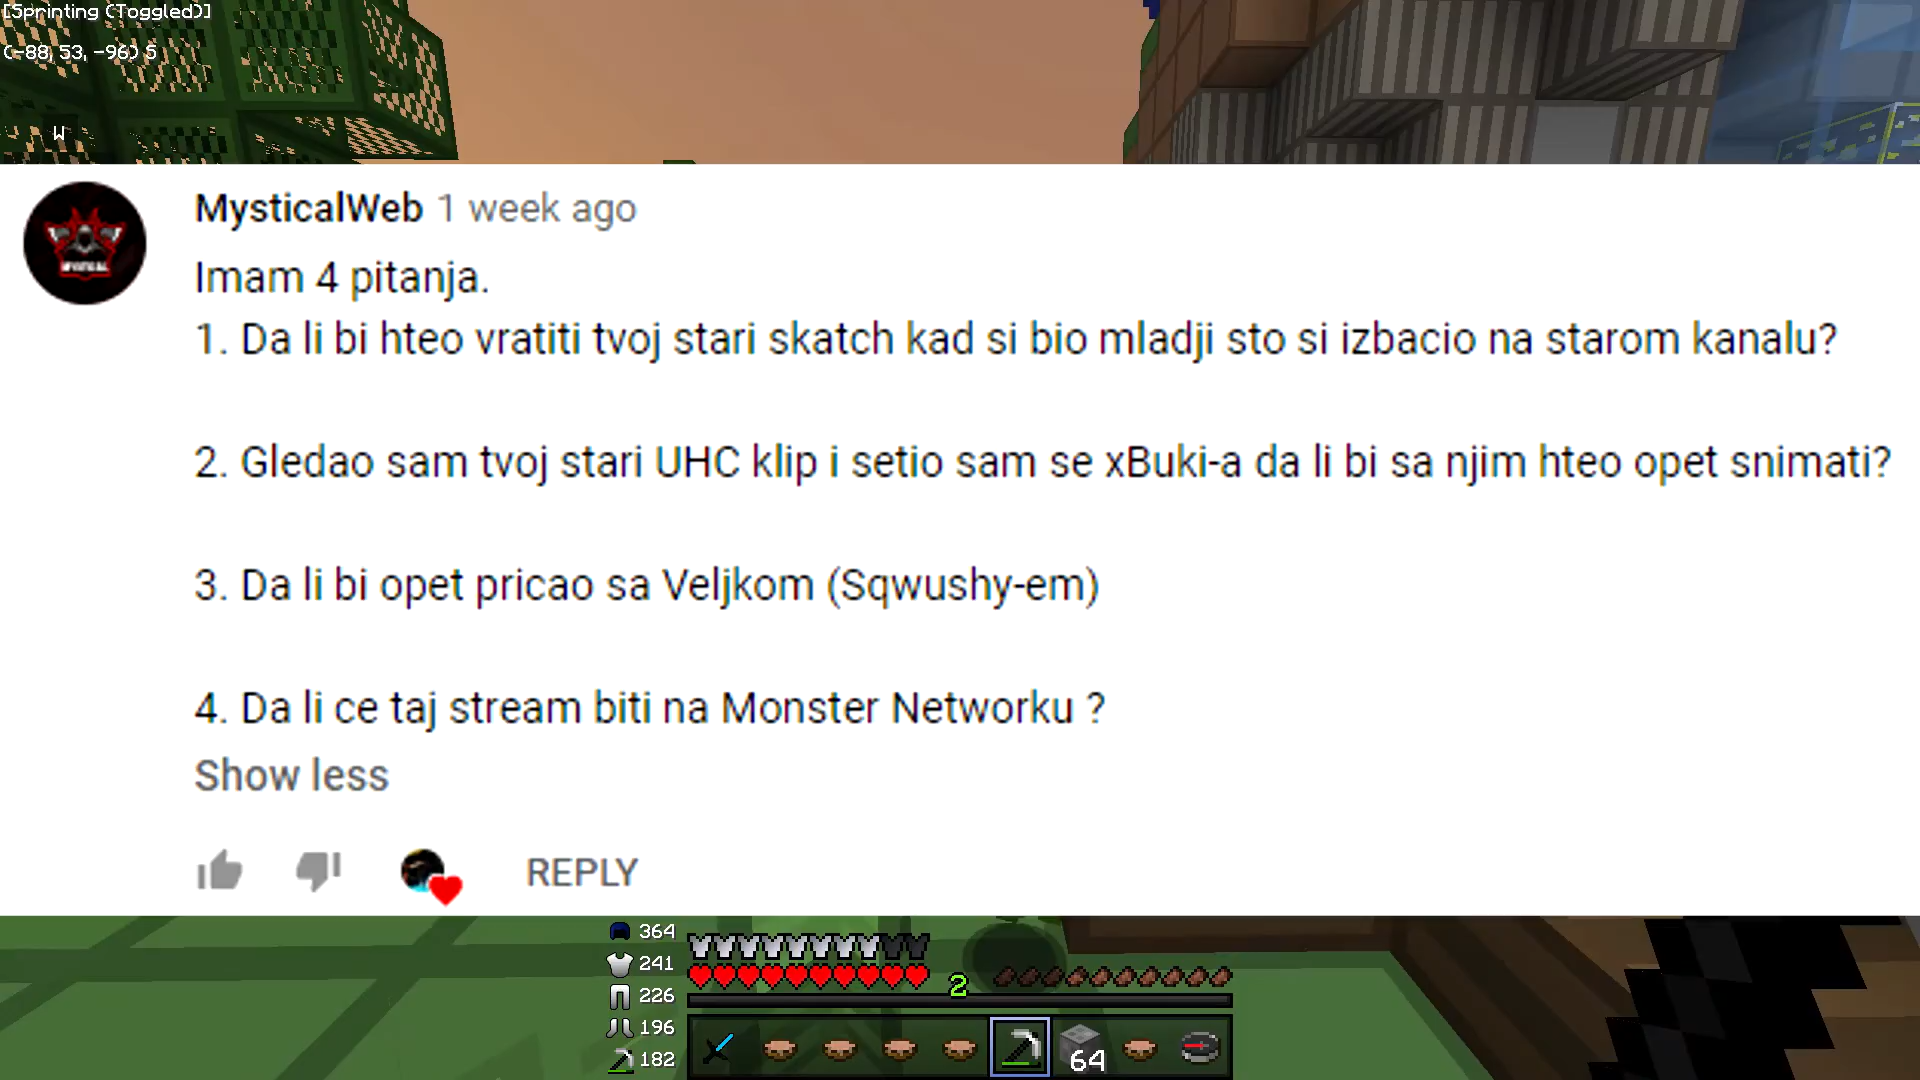 [Sprinting (Toggled)]
(-88, 53, -96) 5
W
MysticalWeb 1 week ago
Imam 4 pitanja.
1. Da li bi hteo vratiti tvoj stari skatch kad si bio mladji sto si izbacio na starom kanalu?
2. Gledao sam tvoj stari UHC klip i setio sam se xBuki-a da li bi sa njim hteo opet snimati?
3. Da li bi opet pricao sa Veljkom (Sqwushy-em)
4. Da li ce taj stream biti na Monster Networku ?
Show less
REPLY
364
241
226
196
182
2
64